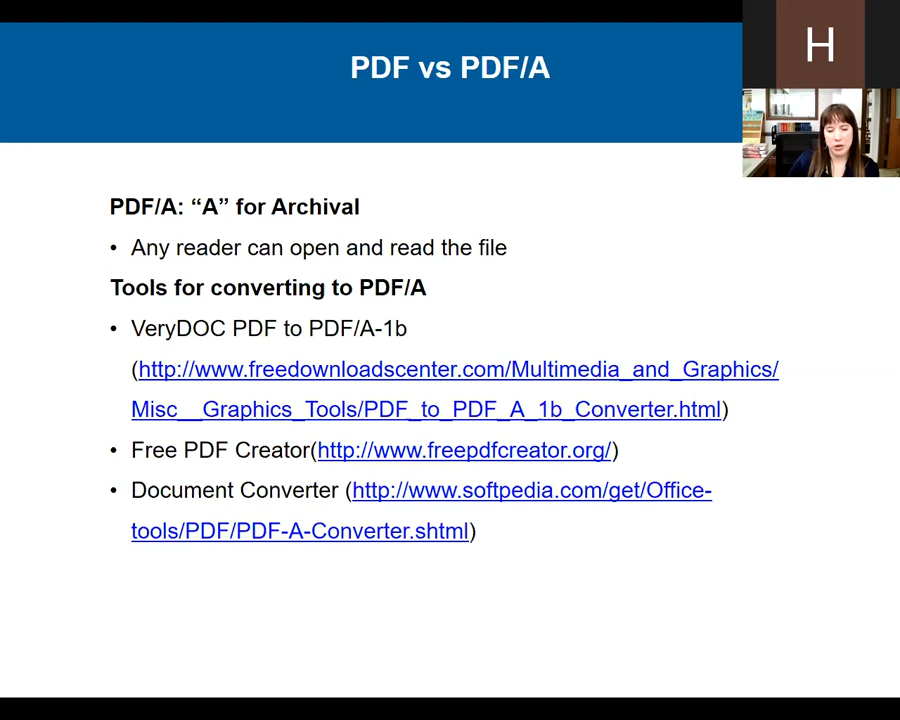 PDF vs PDF/A
H
PDF/A: “A” for Archival
• Any reader can open and read the file
Tools for converting to PDF/A
• VeryDOC PDF to PDF/A-1b
(http://www.freedownloadscenter.com/Multimedia_and_Graphics/
Misc__Graphics_Tools/PDF_to_PDF_A_1b_Converter.html)
• Free PDF Creator(http://www.freepdfcreator.org/)
• Document Converter (http://www.softpedia.com/get/Office-
tools/PDF/PDF-A-Converter.shtml)